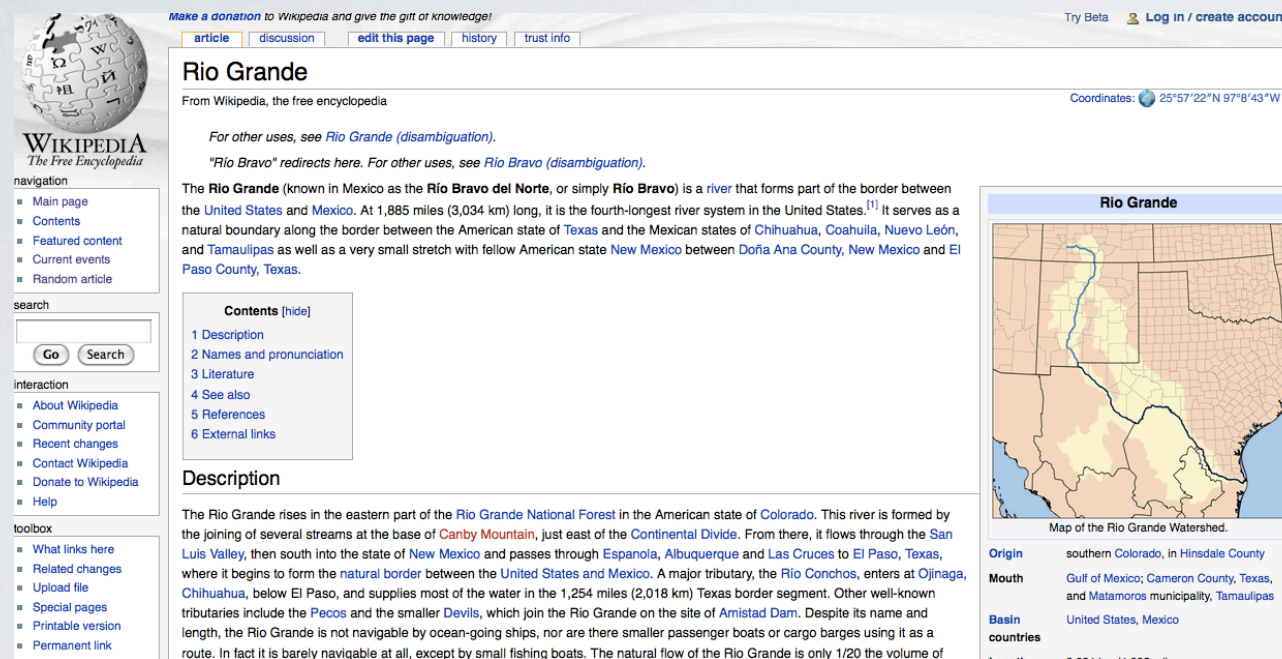 Make a donation to Wikipedia and give the gift of knowledge!
Try Beta Log in / create accoun
article discussion edit this page history trust info
Rio Grande
From Wikipedia, the free encyclopedia
Coordinates: 25°57′22″N 97°8′43″W
For other uses, see Rio Grande (disambiguation).
"Río Bravo" redirects here. For other uses, see Río Bravo (disambiguation).
The Rio Grande (known in Mexico as the Río Bravo del Norte, or simply Río Bravo) is a river that forms part of the border between
the United States and Mexico. At 1,885 miles (3,034 km) long, it is the fourth-longest river system in the United States.[1] It serves as a
natural boundary along the border between the American state of Texas and the Mexican states of Chihuahua, Coahuila, Nuevo León,
and Tamaulipas as well as a very small stretch with fellow American state New Mexico between Doña Ana County, New Mexico and El
Paso County, Texas.
Contents [hide]
1 Description
2 Names and pronunciation
3 Literature
4 See also
5 References
6 External links
Description
The Rio Grande rises in the eastern part of the Rio Grande National Forest in the American state of Colorado. This river is formed by
the joining of several streams at the base of Canby Mountain, just east of the Continental Divide. From there, it flows through the San
Luis Valley, then south into the state of New Mexico and passes through Espanola, Albuquerque and Las Cruces to El Paso, Texas,
where it begins to form the natural border between the United States and Mexico. A major tributary, the Río Conchos, enters at Ojinaga,
Chihuahua, below El Paso, and supplies most of the water in the 1,254 miles (2,018 km) Texas border segment. Other well-known
tributaries include the Pecos and the smaller Devils, which join the Rio Grande on the site of Amistad Dam. Despite its name and
length, the Rio Grande is not navigable by ocean-going ships, nor are there smaller passenger boats or cargo barges using it as a
route. In fact it is barely navigable at all, except by small fishing boats. The natural flow of the Rio Grande is only 1/20 the volume of
Rio Grande
Map of the Rio Grande Watershed.
Origin southern Colorado, in Hinsdale County
Mouth Gulf of Mexico; Cameron County, Texas,
and Matamoros municipality, Tamaulipas
Basin United States, Mexico
countries
WIKIPEDIA
The Free Encyclopedia
navigation
Main page
Contents
Featured content
Current events
Random article
search
Go Search
interaction
About Wikipedia
Community portal
Recent changes
Contact Wikipedia
Donate to Wikipedia
Help
toolbox
What links here
Related changes
Upload file
Special pages
Printable version
Permanent link